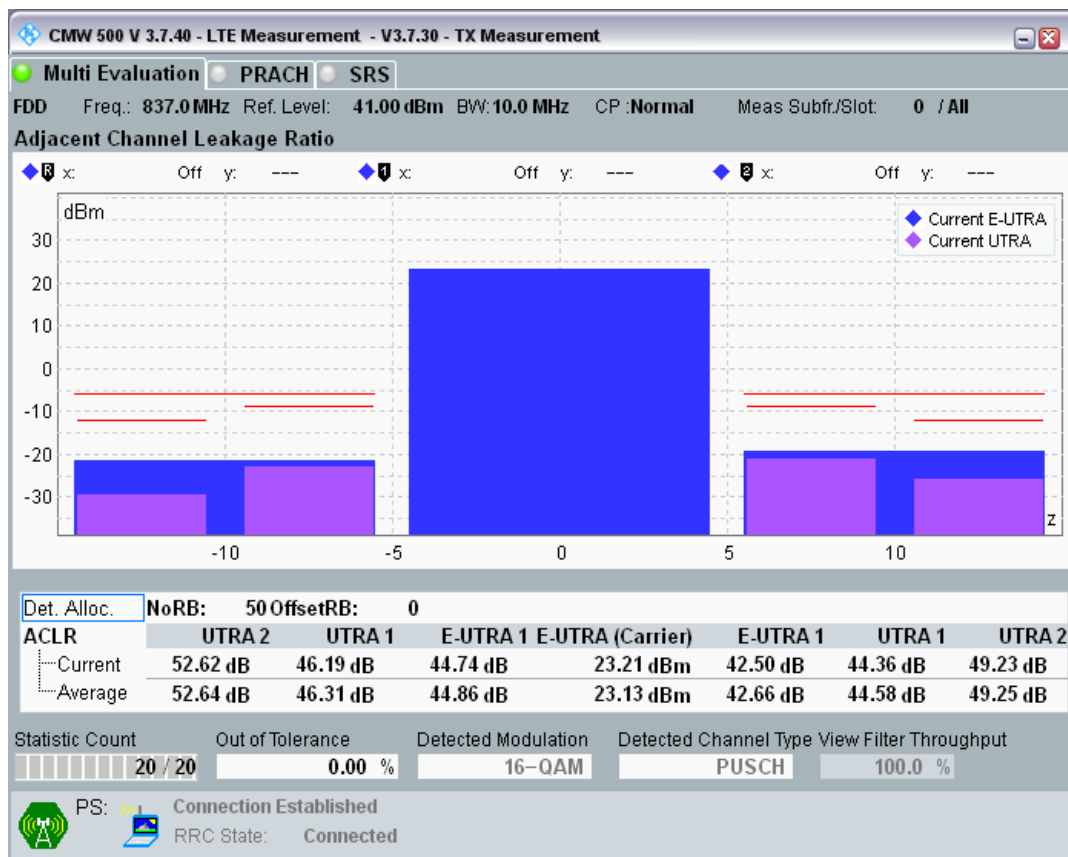 CMW 500 V 3.7.40 - LTE Measurement - V3.7.30 - TX Measurement
Multi Evaluation PRACH SRS
FDD Freq.: 837.0 MHz Ref. Level: 41.00 dBm BW: 10.0 MHz CP :Normal Meas Subfr./Slot: 0 / All
Adjacent Channel Leakage Ratio
R x: Off y: --- 1 x: Off y: --- 2 x: Off y: ---
dBm
Current E-UTRA
Current UTRA
30
20
10
0
-10
-20
-30
z
-10 -5 0 5 10
Det. Alloc. NoRB: 50 OffsetRB: 0
ACLR UTRA 2 UTRA 1 E-UTRA 1 E-UTRA (Carrier) E-UTRA 1 UTRA 1 UTRA 2
Current 52.62 dB 46.19 dB 44.74 dB 23.21 dBm 42.50 dB 44.36 dB 49.23 dB
Average 52.64 dB 46.31 dB 44.86 dB 23.13 dBm 42.66 dB 44.58 dB 49.25 dB
Statistic Count Out of Tolerance Detected Modulation Detected Channel Type View Filter Throughput
20 / 20 0.00 % 16-QAM PUSCH 100.0 %
PS: Connection Established
RRC State: Connected